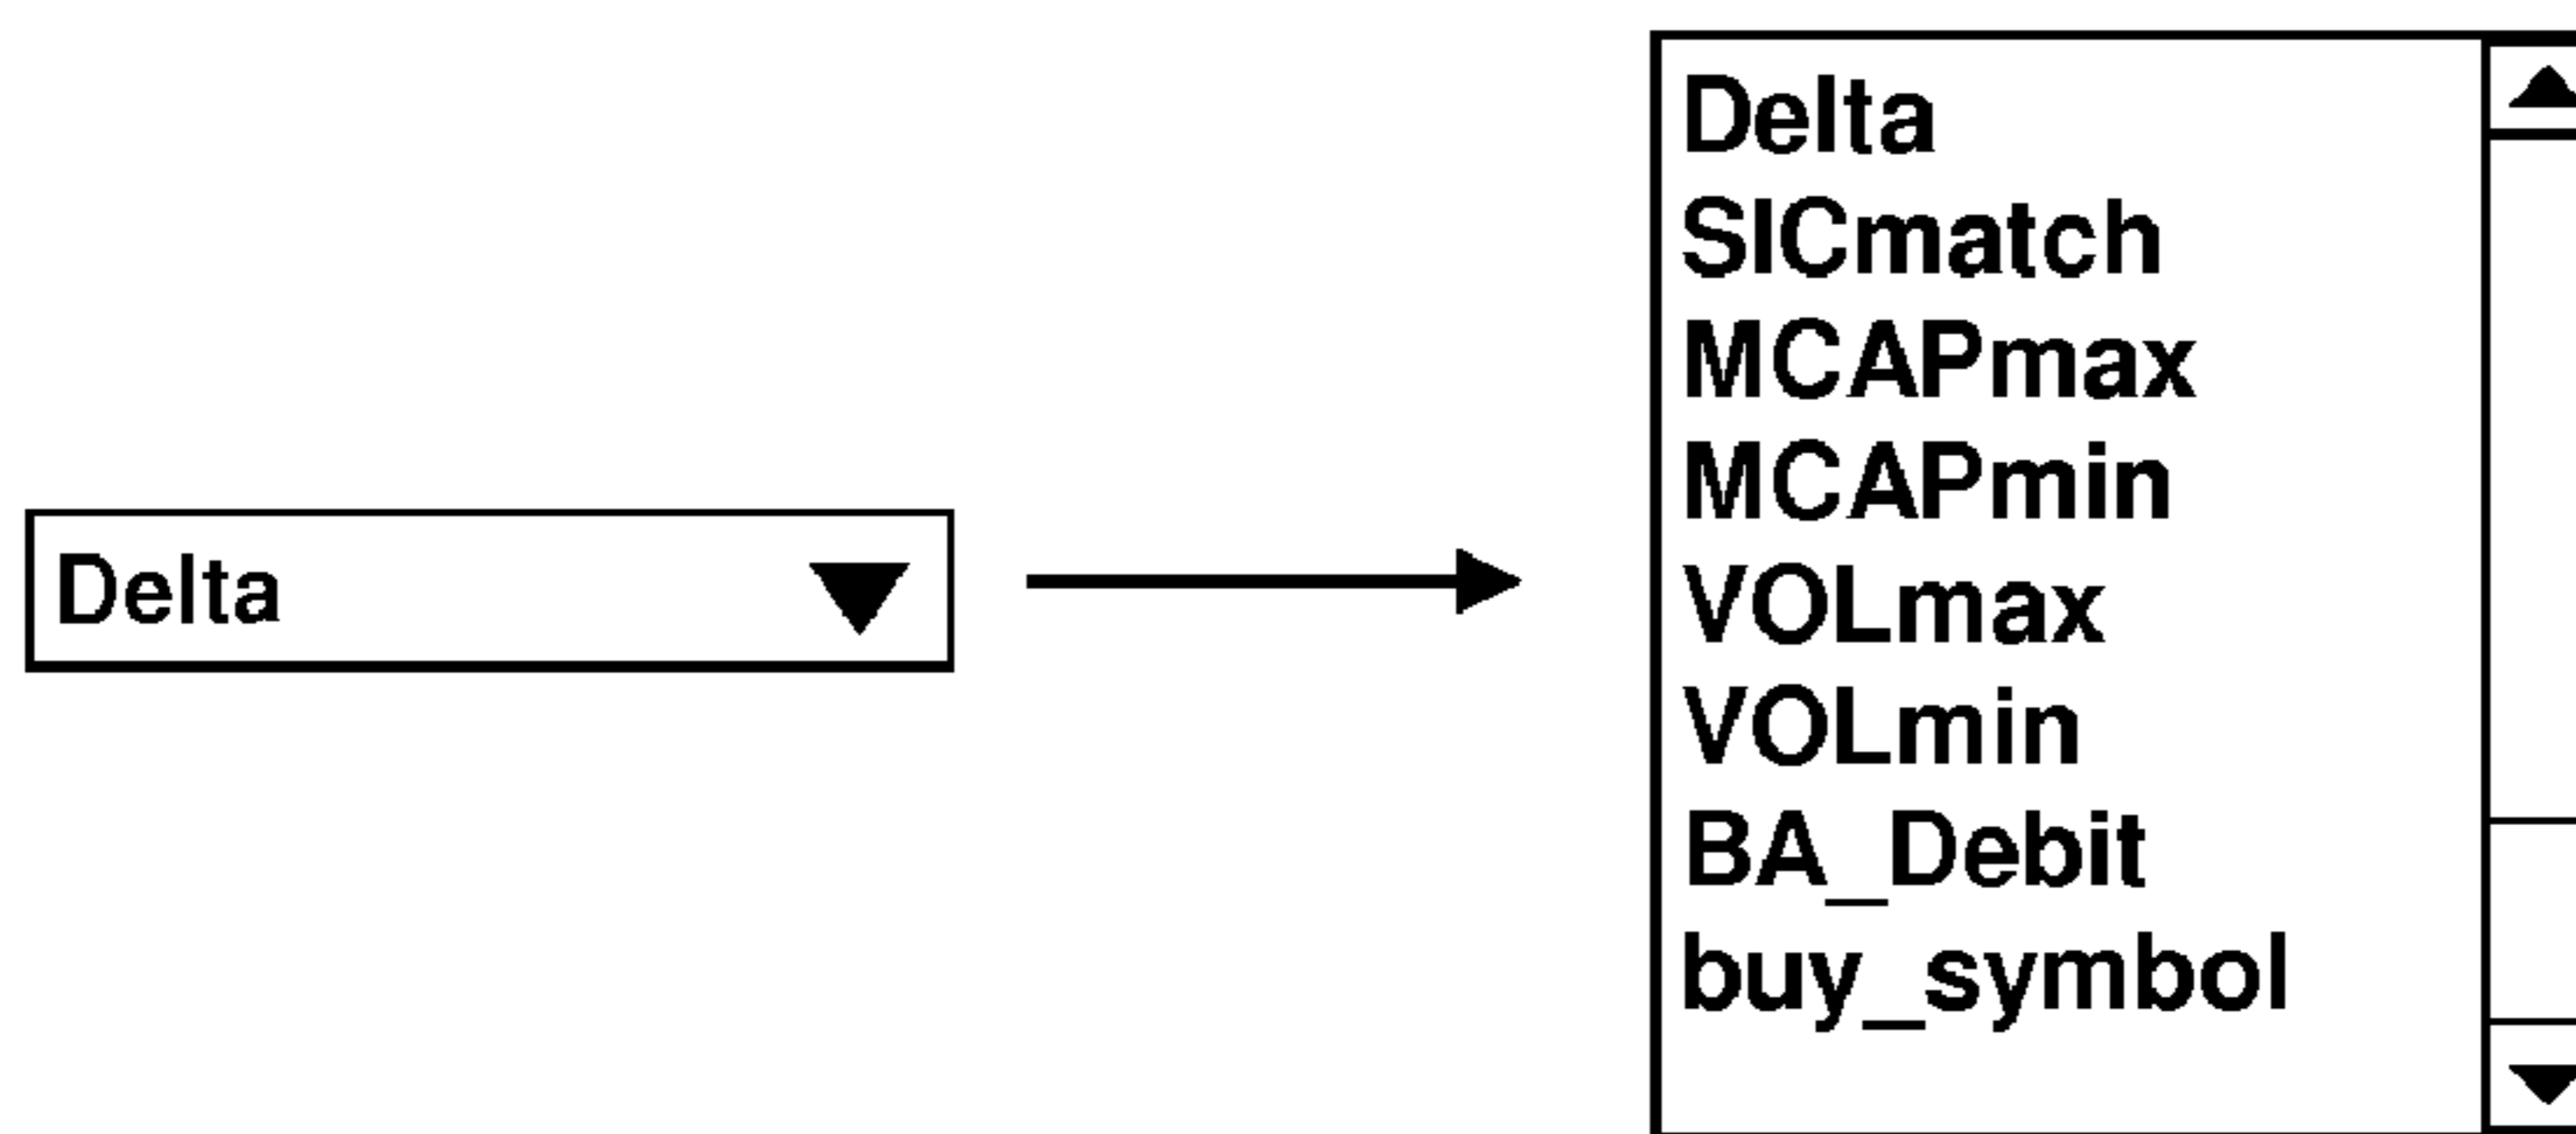 Delta
Delta
SICmatch
MCAPmax
MCAPmin
VOLmax
VOLmin
BA_Debit
buy_symbol